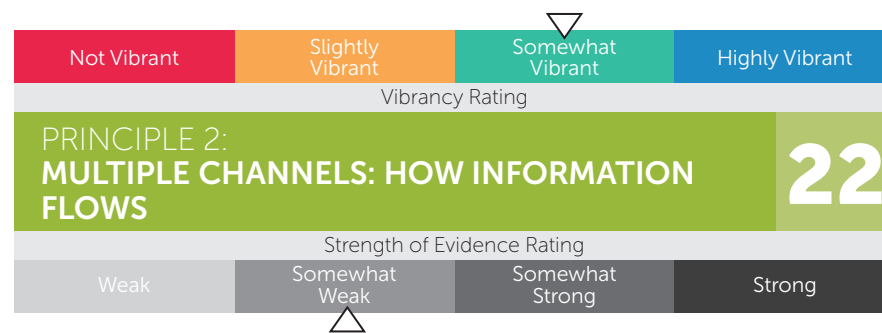 Not Vibrant
Slightly
Vibrant
Somewhat
Vibrant
Highly Vibrant
Vibrancy Rating
PRINCIPLE 2:
MULTIPLE CHANNELS: HOW INFORMATION
FLOWS
22
Strength of Evidence Rating
Weak
Somewhat
Weak
Somewhat
Strong
Strong